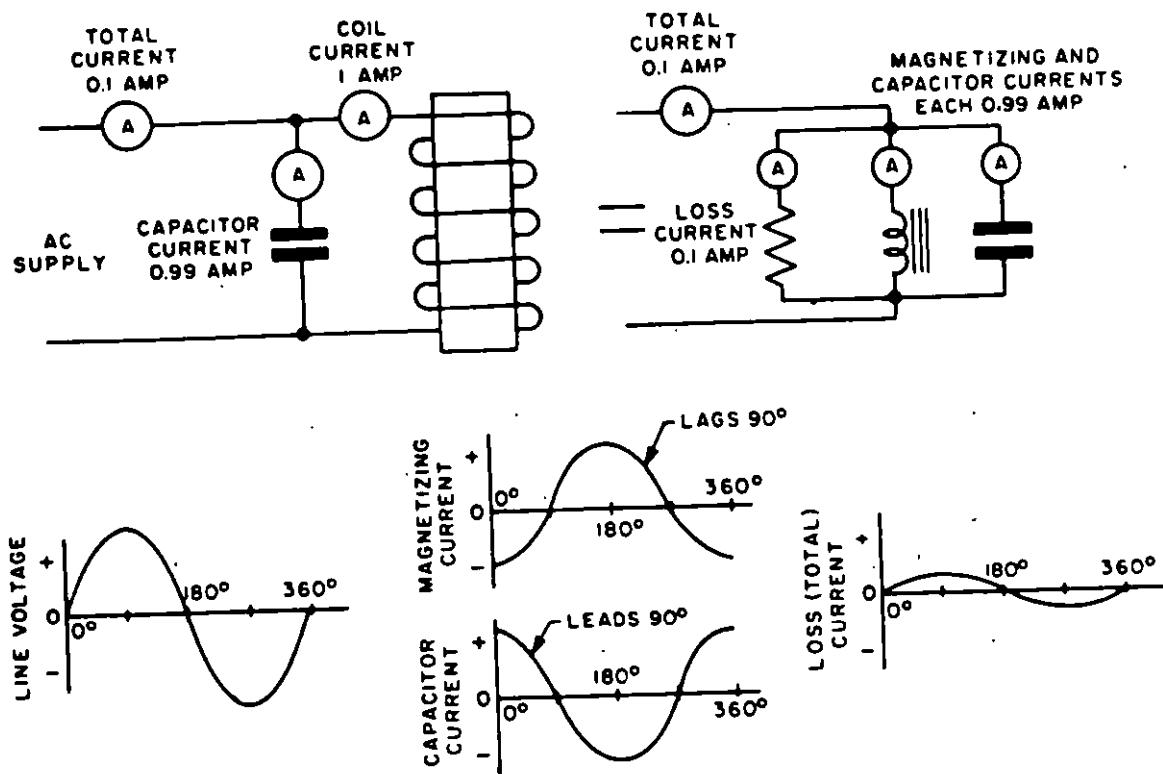 TOTAL
CURRENT
0.1 AMP
COIL
CURRENT
1 AMP
A
A
A
CAPACITOR
CURRENT
0.99 AMP
AC
SUPPLY
TOTAL
CURRENT
0.1 AMP
MAGNETIZING AND
CAPACITOR CURRENTS
EACH 0.99 AMP
A
A
A
A
LOSS
CURRENT
0.1 AMP
LINE VOLTAGE
+
0
-
0°
180°
360°
MAGNETIZING
CURRENT
+
0
-
0°
180°
360°
LAGS 90°
CAPACITOR
CURRENT
+
0
-
0°
180°
360°
LEADS 90°
LOSS (TOTAL)
CURRENT
+
0
-
0°
180°
360°